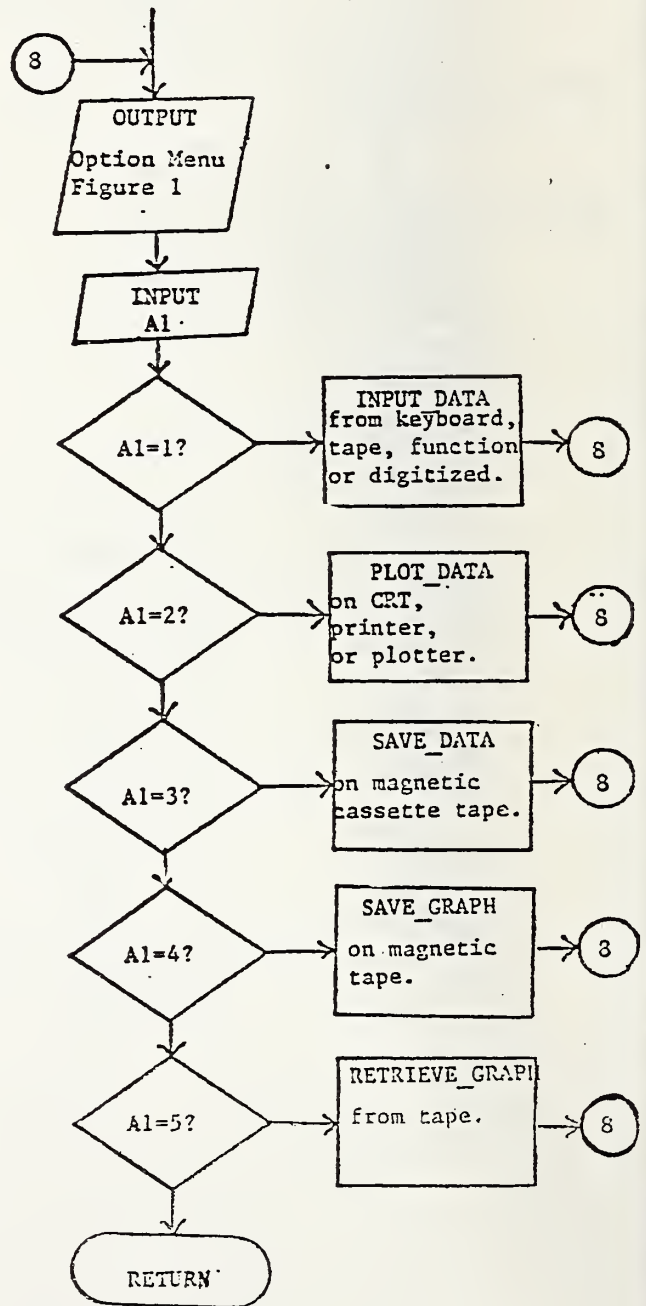 8
OUTPUT
Option Menu
Figure 1
INPUT
A1
A1=1?
INPUT_DATA
from keyboard,
tape, function
or digitized.
8
A1=2?
PLOT_DATA
on CRT,
printer,
or plotter.
8
A1=3?
SAVE_DATA
on magnetic
cassette tape.
8
A1=4?
SAVE_GRAPH
on magnetic
tape.
8
A1=5?
RETRIEVE_GRAPH
from tape.
8
RETURN